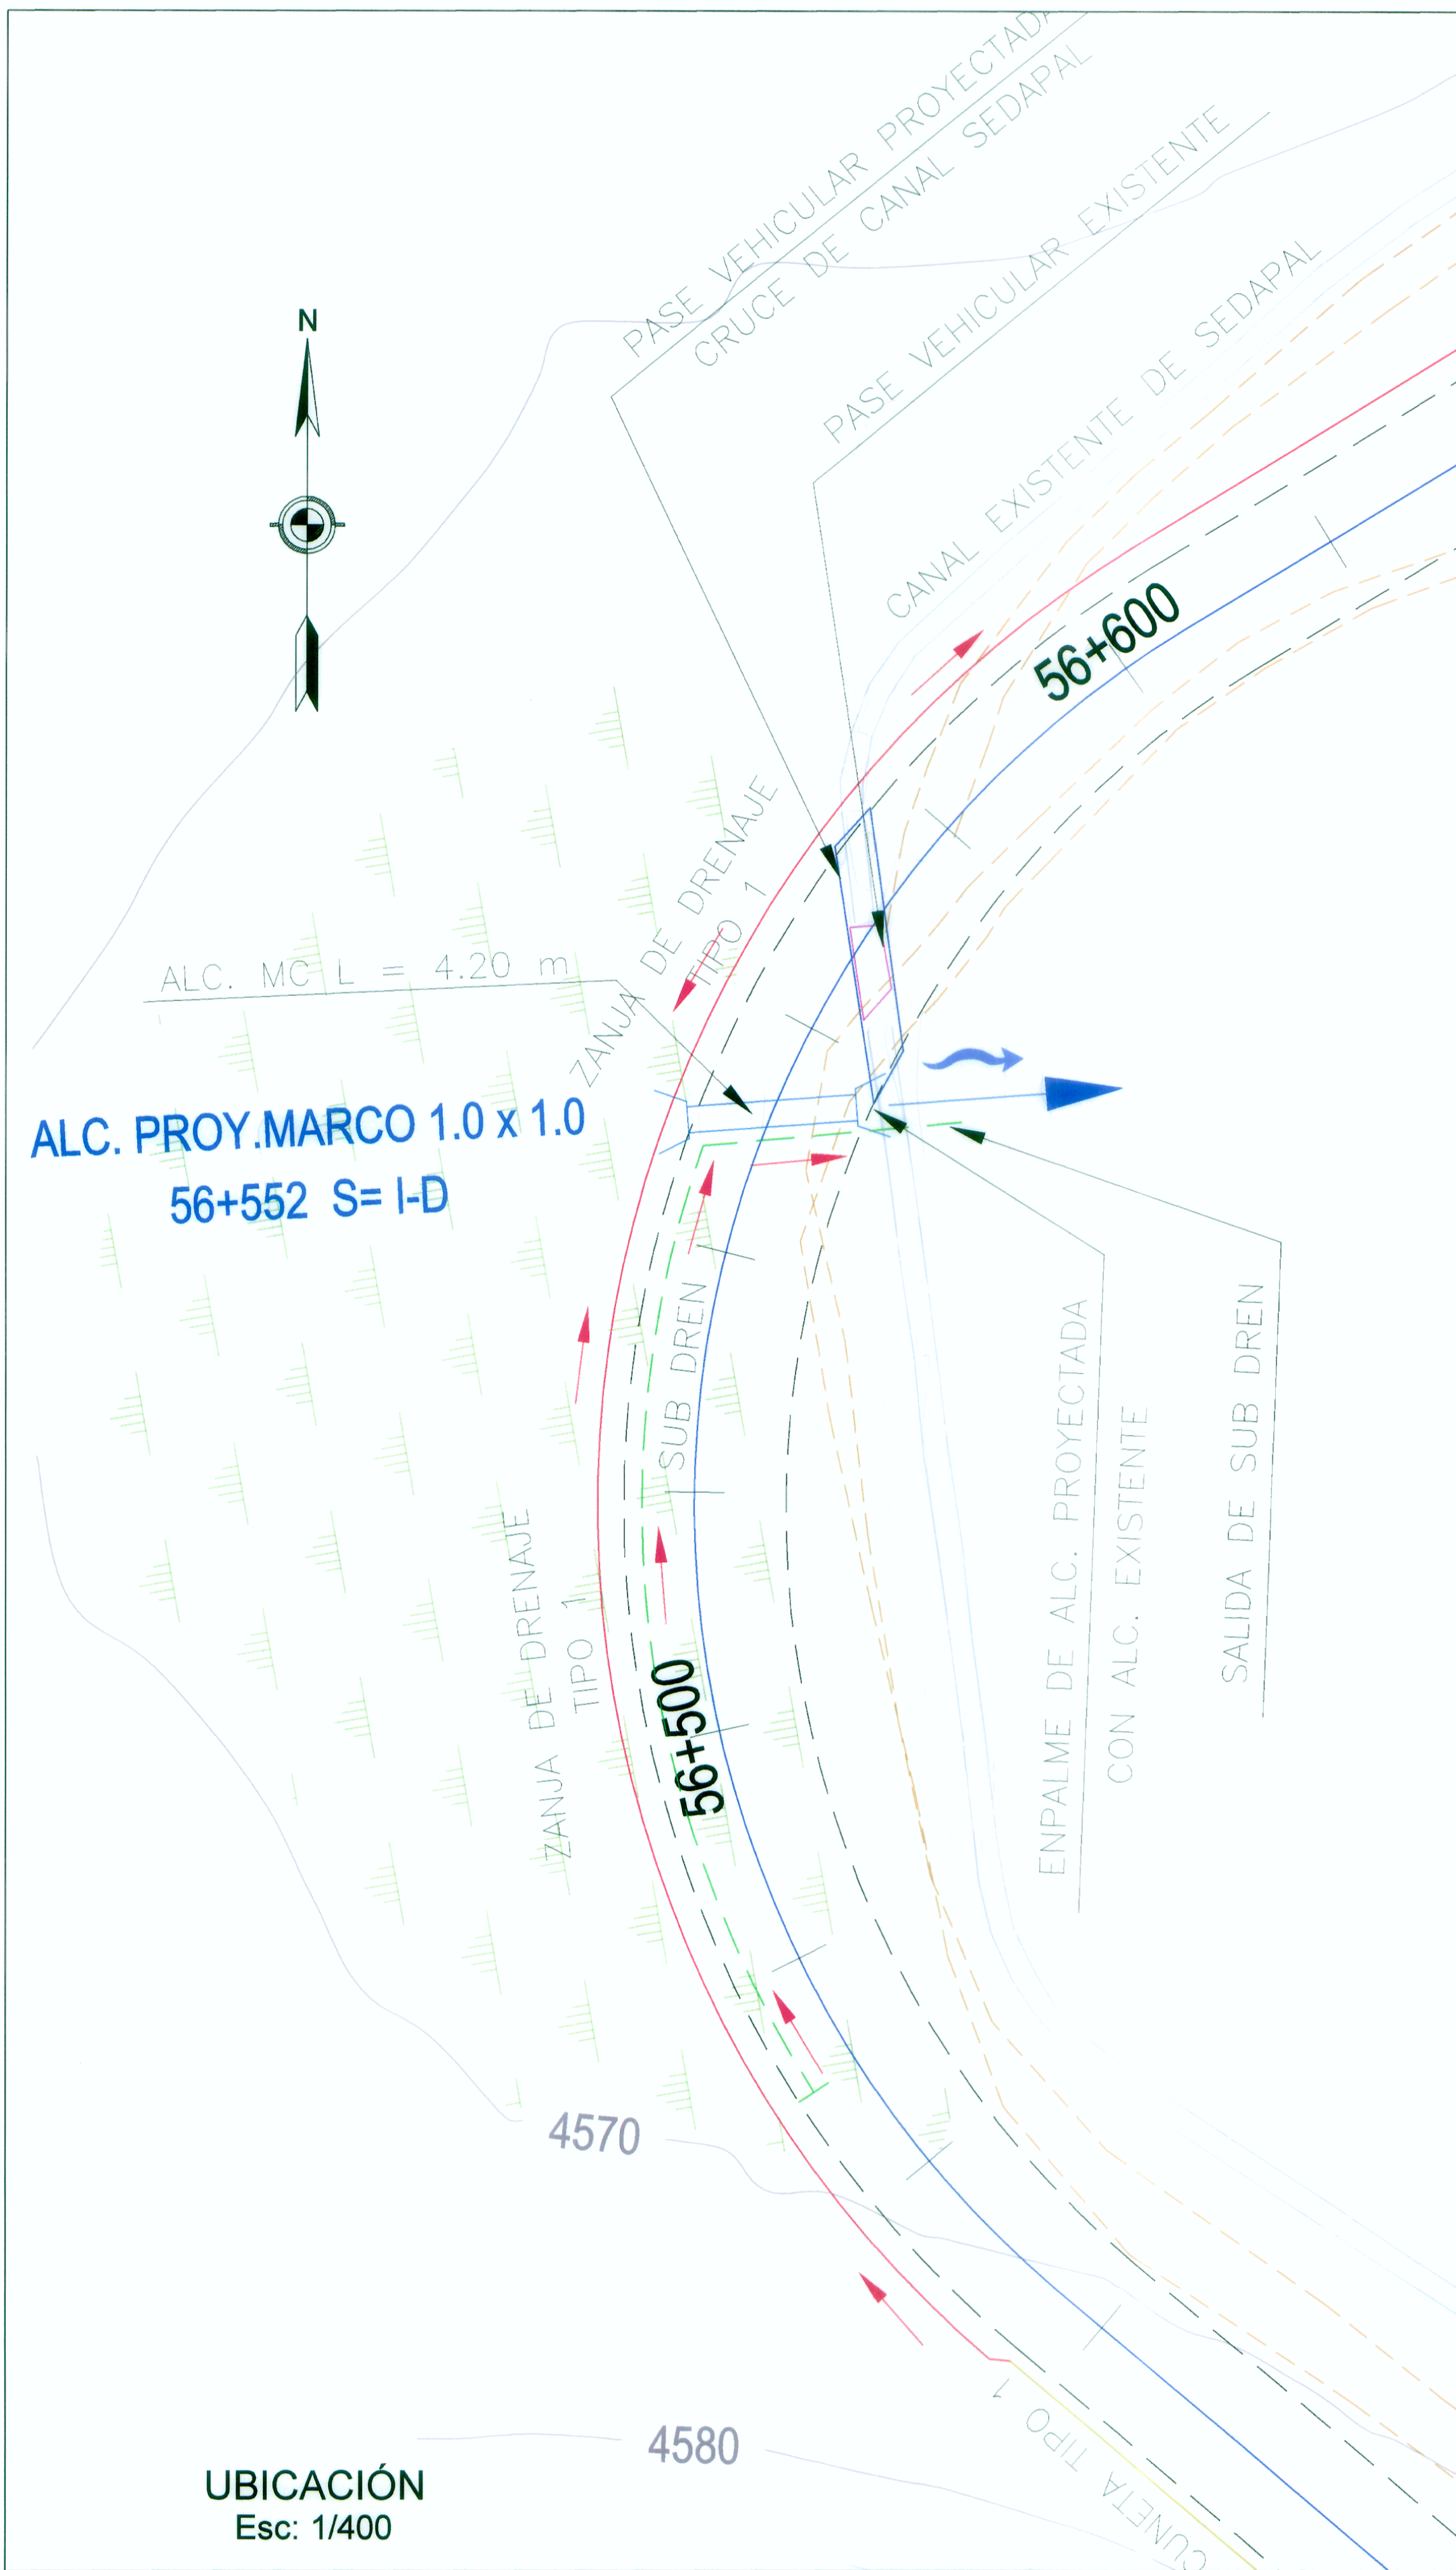 PASE VEHICULAR PROYECTADA
CRUCE DE CANAL SEDAPAL
PASE VEHICULAR EXISTENTE
CANAL EXISTENTE DE SEDAPAL
N
56+600
ZANJA DE DRENAJE
TIPO 1
ALC. MC L = 4.20 m
ALC. PROY.MARCO 1.0 x 1.0
56+552 S= I-D
SUB DREN
ZANJA DE DRENAJE
TIPO 1
56+500
ENPALME DE ALC. PROYECTADA
CON ALC. EXISTENTE
SALIDA DE SUB DREN
4570
4580
CUNETA TIPO 1
UBICACIÓN
Esc: 1/400